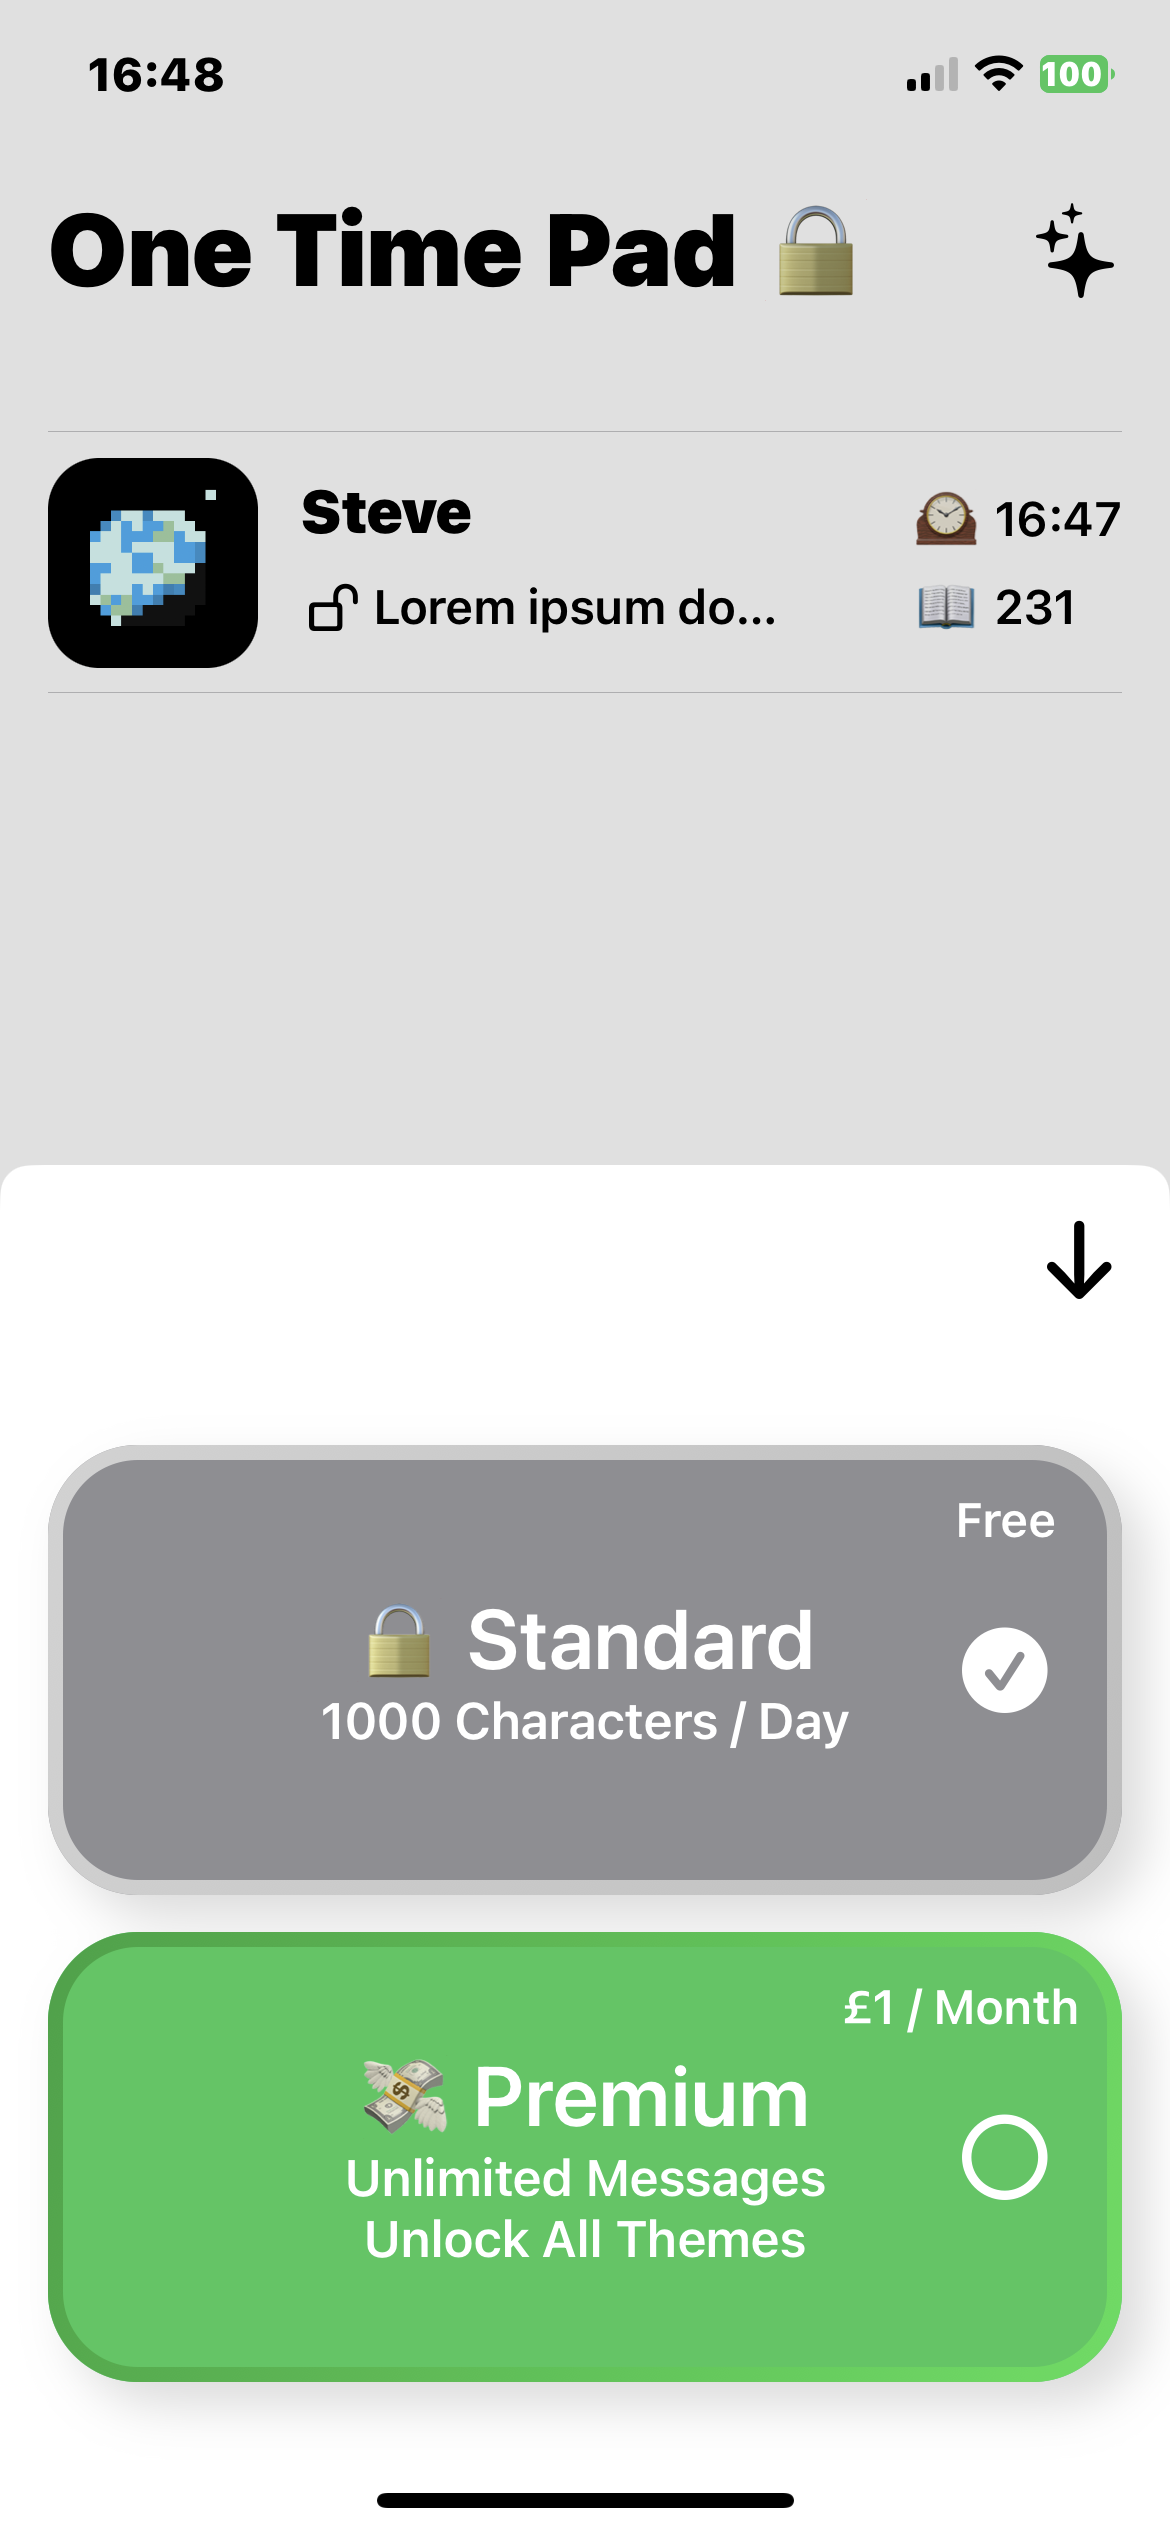 16:48
100
One Time Pad
Steve
16:47
Lorem ipsum do...
231
Free
Standard
1000 Characters / Day
£1 / Month
Premium
Unlimited Messages
Unlock All Themes